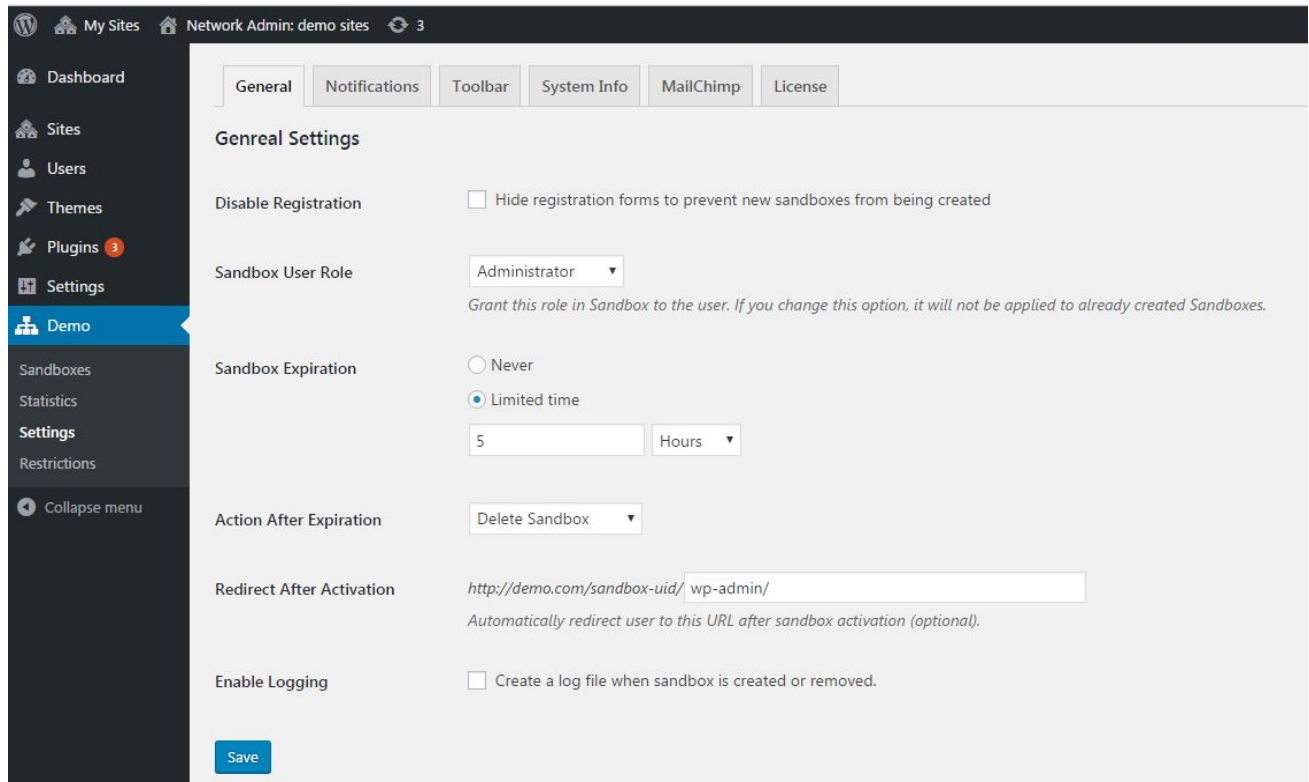 My Sites Network Admin: demo sites 3
Dashboard
Sites
Users
Themes
Plugins 3
Settings
Demo
Sandboxes
Statistics
Settings
Restrictions
Collapse menu
General Notifications Toolbar System Info MailChimp License
Genreal Settings
Disable Registration Hide registration forms to prevent new sandboxes from being created
Sandbox User Role Administrator
Grant this role in Sandbox to the user. If you change this option, it will not be applied to already created Sandboxes.
Sandbox Expiration Never
Limited time
5 Hours
Action After Expiration Delete Sandbox
Redirect After Activation http://demo.com/sandbox-uid/ wp-admin/
Automatically redirect user to this URL after sandbox activation (optional).
Enable Logging Create a log file when sandbox is created or removed.
Save